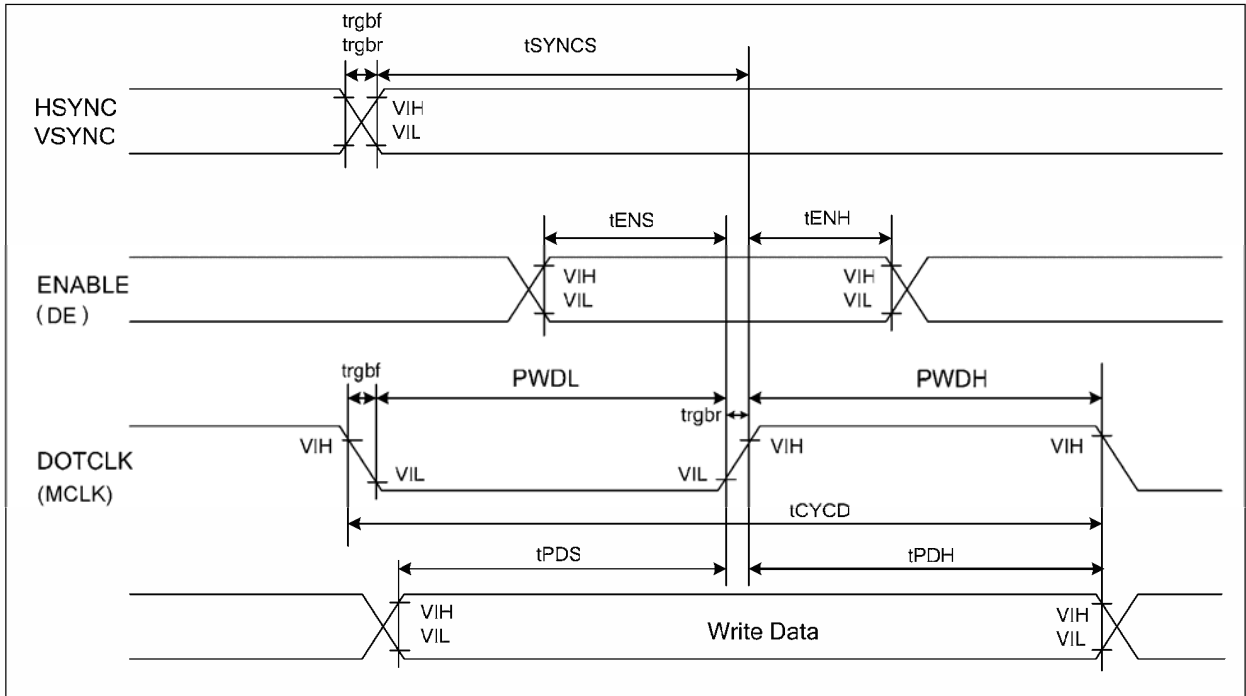 trgbf
trgbr
tSYNCS
HSYNC
VSYNC
VIH
VIL
tENS
tENH
ENABLE
(DE)
VIH
VIL
VIH
VIL
trgbf
PWDL
PWDH
trgbr
DOTCLK
(MCLK)
VIH
VIL
VIL
VIH
VIH
tCYCD
tPDS
tPDH
VIH
VIL
Write Data
VIH
VIL